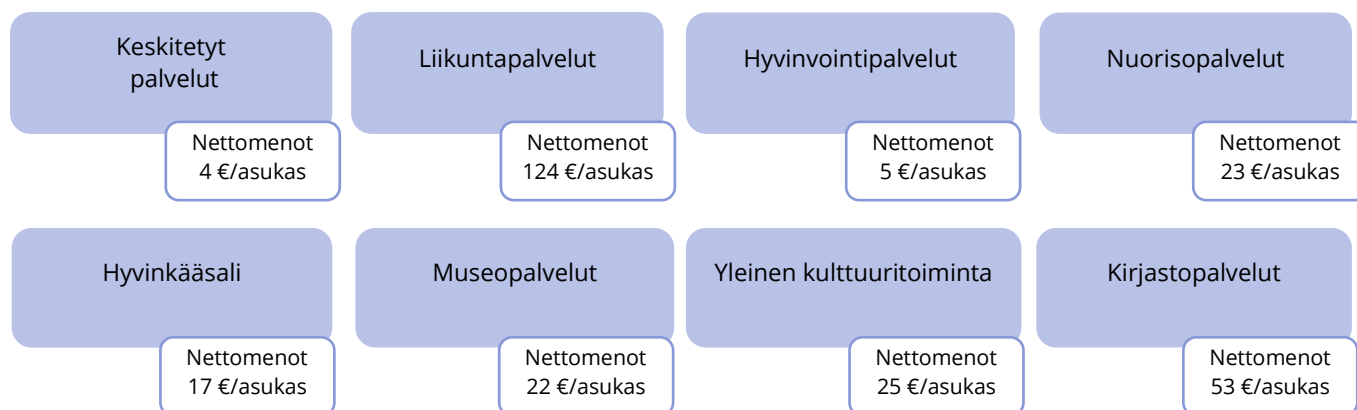 Keskitetyt
palvelut
Nettomenot
4 €/asukas
Liikuntapalvelut
Nettomenot
124 €/asukas
Hyvinvointipalvelut
Nettomenot
5 €/asukas
Nuorisopalvelut
Nettomenot
23 €/asukas
Hyvinkääsali
Nettomenot
17 €/asukas
Museopalvelut
Nettomenot
22 €/asukas
Yleinen kulttuuritoiminta
Nettomenot
25 €/asukas
Kirjastopalvelut
Nettomenot
53 €/asukas